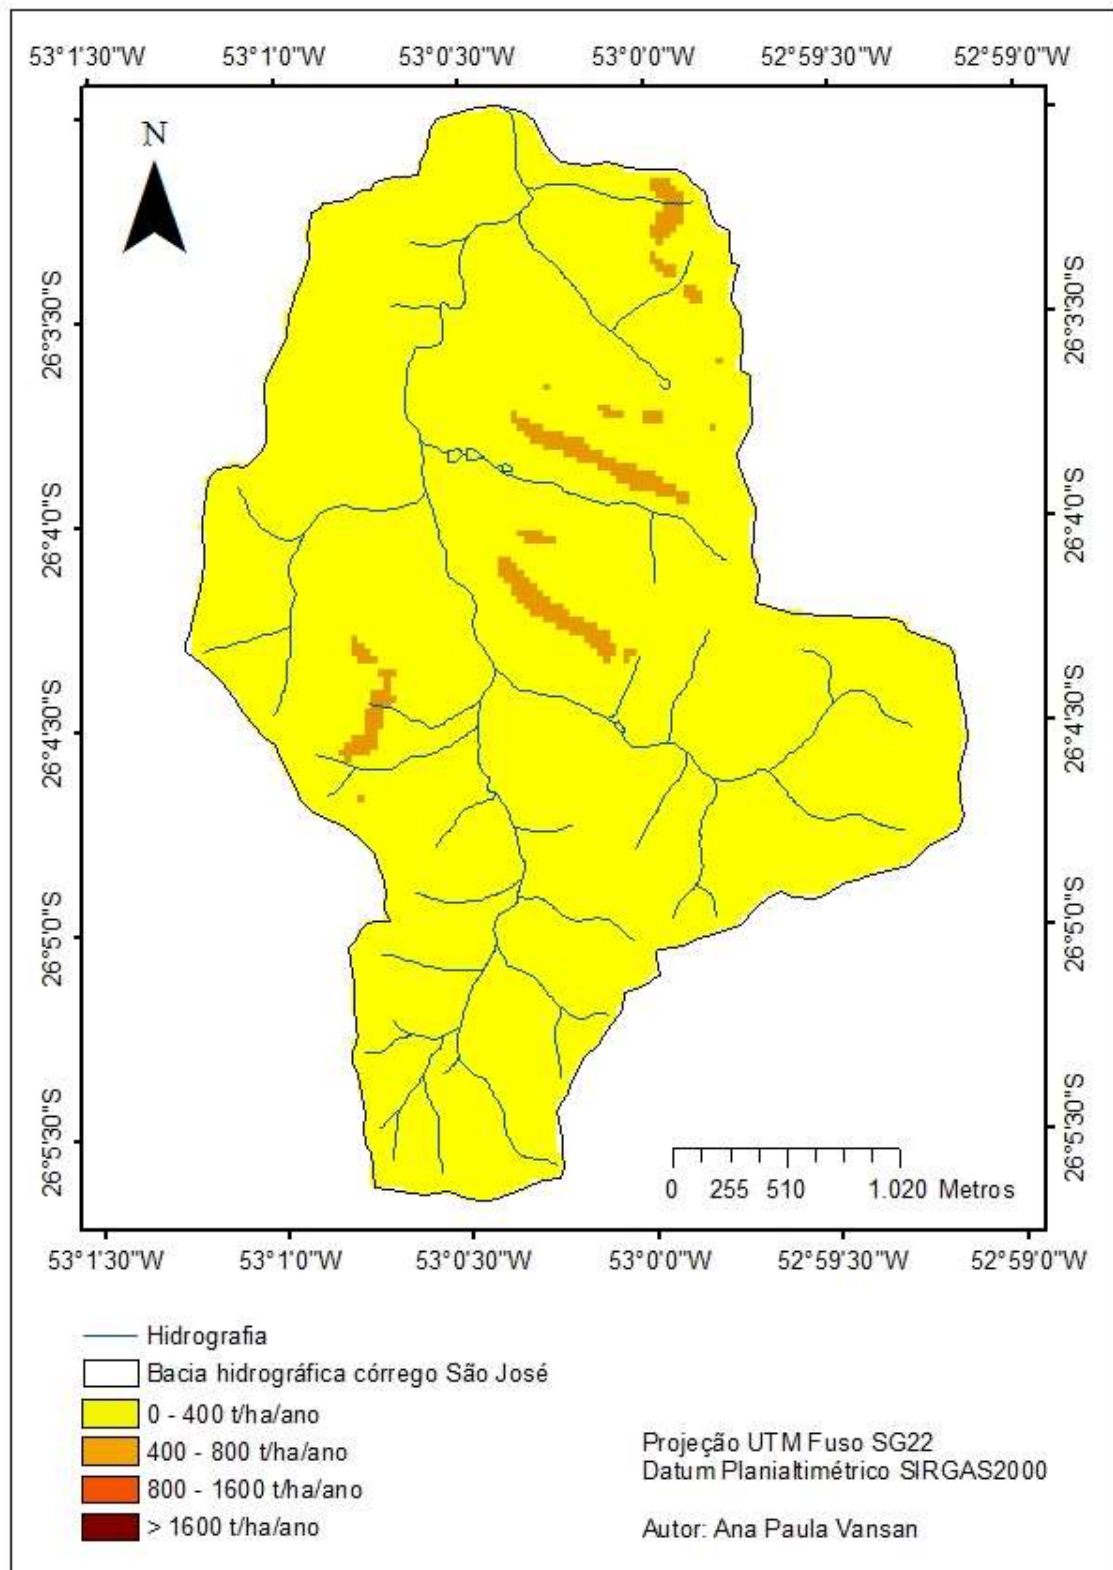 53°1'30"W 53°1'0"W 53°0'30"W 53°0'0"W 52°59'30"W 52°59'0"W
N
26°3'30"S 26°3'30"S
26°4'0"S 26°4'0"S
26°4'30"S 26°4'30"S
26°5'0"S 26°5'0"S
26°5'30"S 26°5'30"S
0 255 510 1.020 Metros
53°1'30"W 53°1'0"W 53°0'30"W 53°0'0"W 52°59'30"W 52°59'0"W
Hidrografia
Bacia hidrográfica córrego São José
0 - 400 t/ha/ano
400 - 800 t/ha/ano
800 - 1600 t/ha/ano
> 1600 t/ha/ano
Projeção UTM Fuso SG22
Datum Planialtimétrico SIRGAS2000
Autor: Ana Paula Vansan